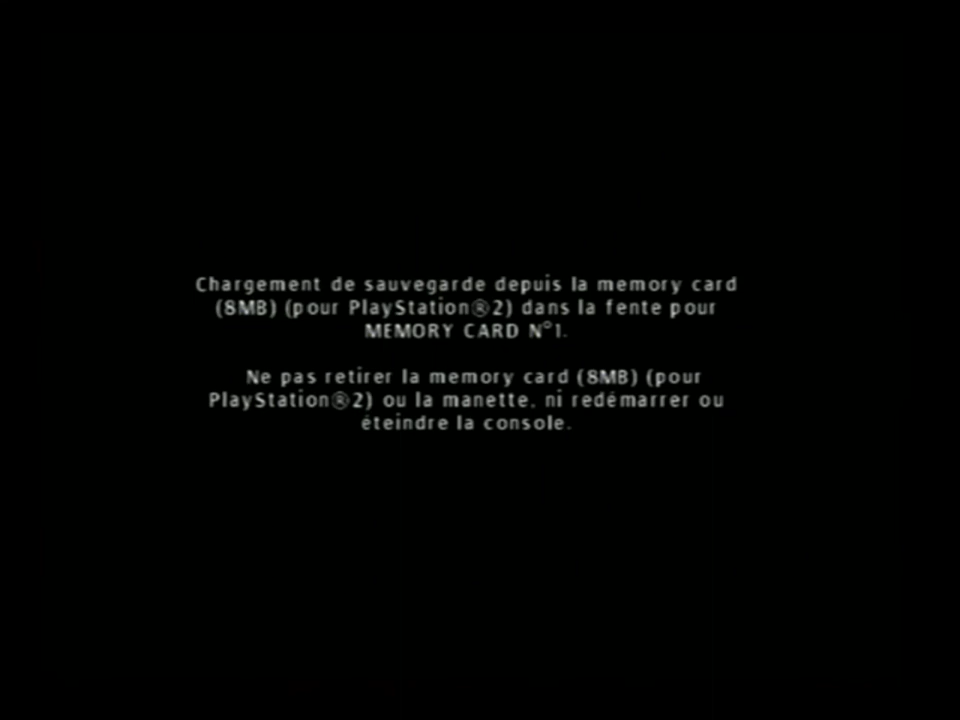 Chargement de sauvegarde depuis la memory card
(8MB) (pour PlayStation®2) dans la fente pour
MEMORY CARD N°1.
Ne pas retirer la memory card (8MB) (pour
PlayStation®2) ou la manette, ni redémarrer ou
éteindre la console.